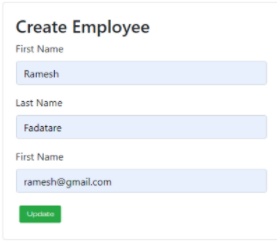 Create Employee
First Name
Ramesh
Last Name
Fadatare
First Name
ramesh@gmail.com
Update